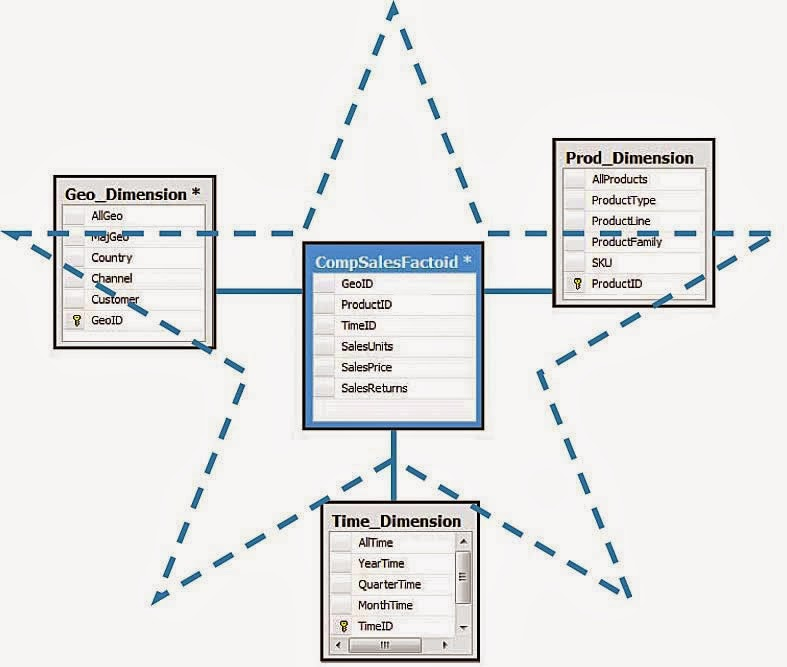 Geo_Dimension *
AllGeo
MajGeo
Country
Channel
Customer
GeoID
CompSalesFactoid *
GeoID
ProductID
TimeID
SalesUnits
SalesPrice
SalesReturns
Prod_Dimension
AllProducts
ProductType
ProductLine
ProductFamily
SKU
ProductID
Time_Dimension
AllTime
YearTime
QuarterTime
MonthTime
TimeID